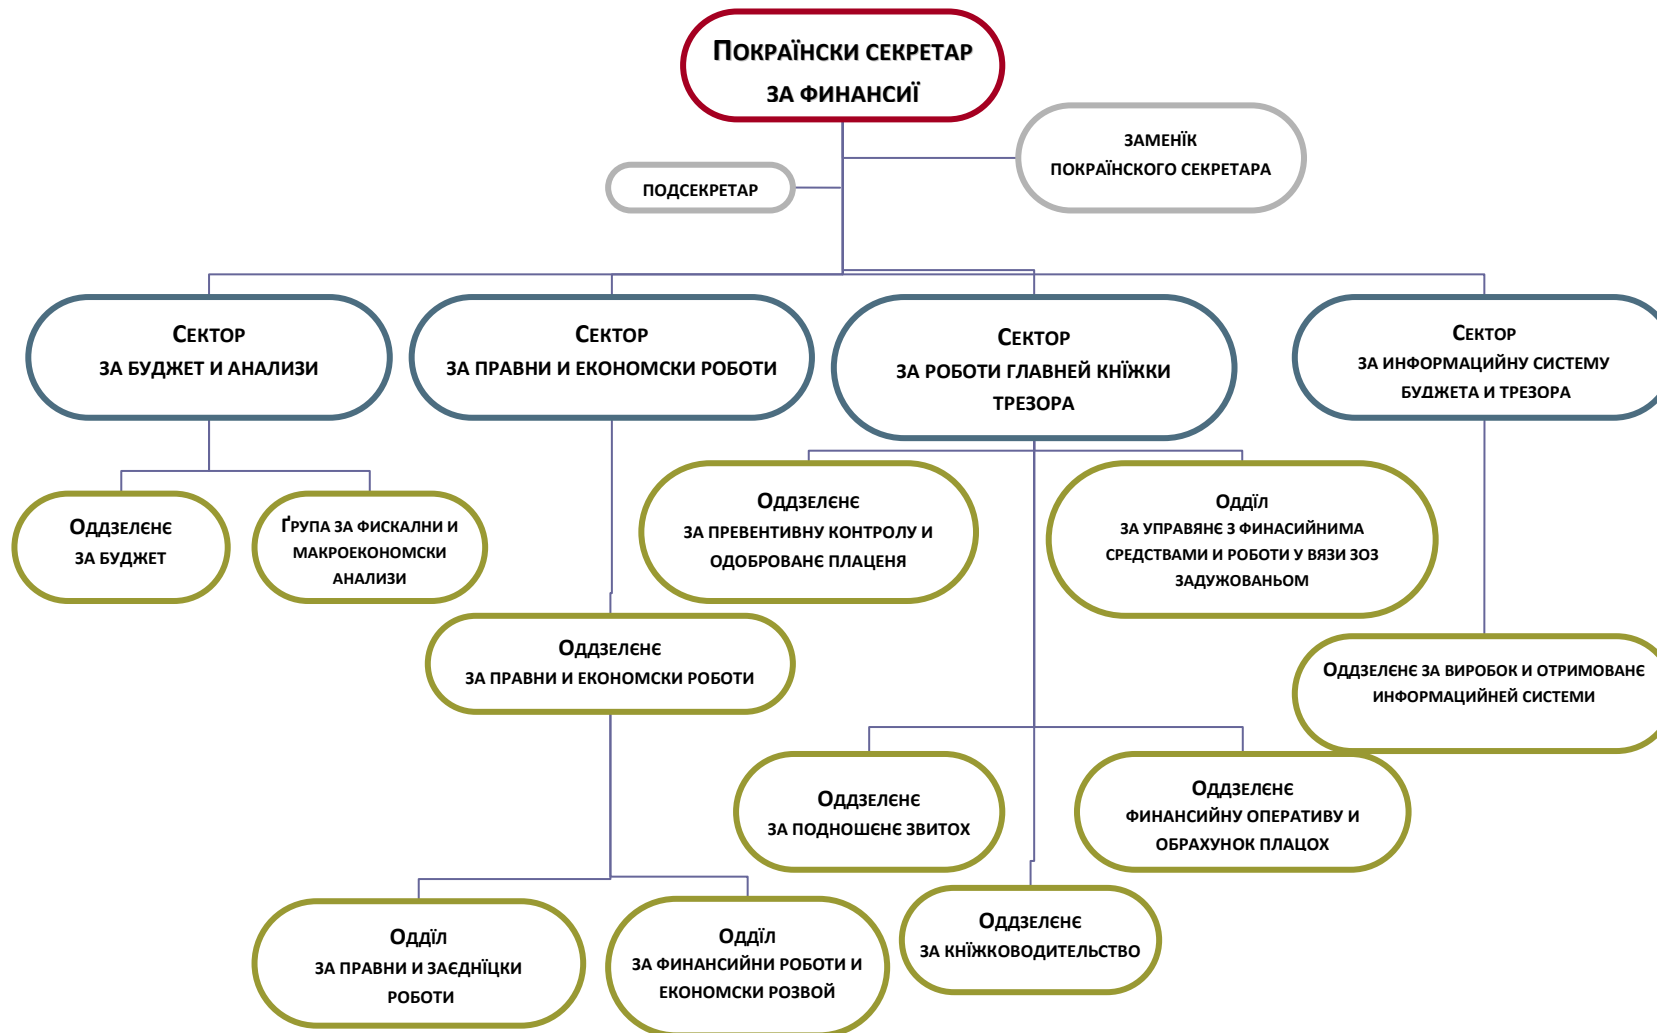 ПОКРАЇНСКИ СЕКРЕТАР
ЗА ФИНАНСИЇ
ЗАМЕНЇК
ПОКРАЇНСКОГО СЕКРЕТАРА
ПОДСЕКРЕТАР
СЕКТОР
ЗА БУДЖЕТ И АНАЛИЗИ
СЕКТОР
ЗА ПРАВНИ И ЕКОНОМСКИ РОБОТИ
СЕКТОР
ЗА РОБОТИ ГЛАВНЕЙ КНЇЖКИ
ТРЕЗОРА
СЕКТОР
ЗА ИНФОРМАЦИЙНУ СИСТЕМУ
БУДЖЕТА И ТРЕЗОРА
ОДДЗЕЛЄНЄ
ЗА БУДЖЕТ
ҐРУПА ЗА ФИСКАЛНИ И
МАКРОЕКОНОМСКИ
АНАЛИЗИ
ОДДЗЕЛЄНЄ
ЗА ПРЕВЕНТИВНУ КОНТРОЛУ И
ОДОБРОВАНЄ ПЛАЦЕНЯ
ОДДЇЛ
ЗА УПРАВЯНЄ З ФИНАСИЙНИМА
СРЕДСТВАМИ И РОБОТИ У ВЯЗИ ЗОЗ
ЗАДУЖОВАНЬОМ
ОДДЗЕЛЄНЄ
ЗА ПРАВНИ И ЕКОНОМСКИ РОБОТИ
ОДДЗЕЛЄНЄ ЗА ВИРОБОК И ОТРИМОВАНЄ
ИНФОРМАЦИЙНЕЙ СИСТЕМИ
ОДДЗЕЛЄНЄ
ЗА ПОДНОШЕНЄ ЗВИТОХ
ОДДЗЕЛЄНЄ
ФИНАНСИЙНУ ОПЕРАТИВУ И
ОБРАХУНОК ПЛАЦОХ
ОДДЗЕЛЄНЄ
ЗА КНЇЖКОВОДИТЕЛЬСТВО
ОДДЇЛ
ЗА ПРАВНИ И ЗАЄДНЇЦКИ
РОБОТИ
ОДДЇЛ
ЗА ФИНАНСИЙНИ РОБОТИ И
ЕКОНОМСКИ РОЗВОЙ